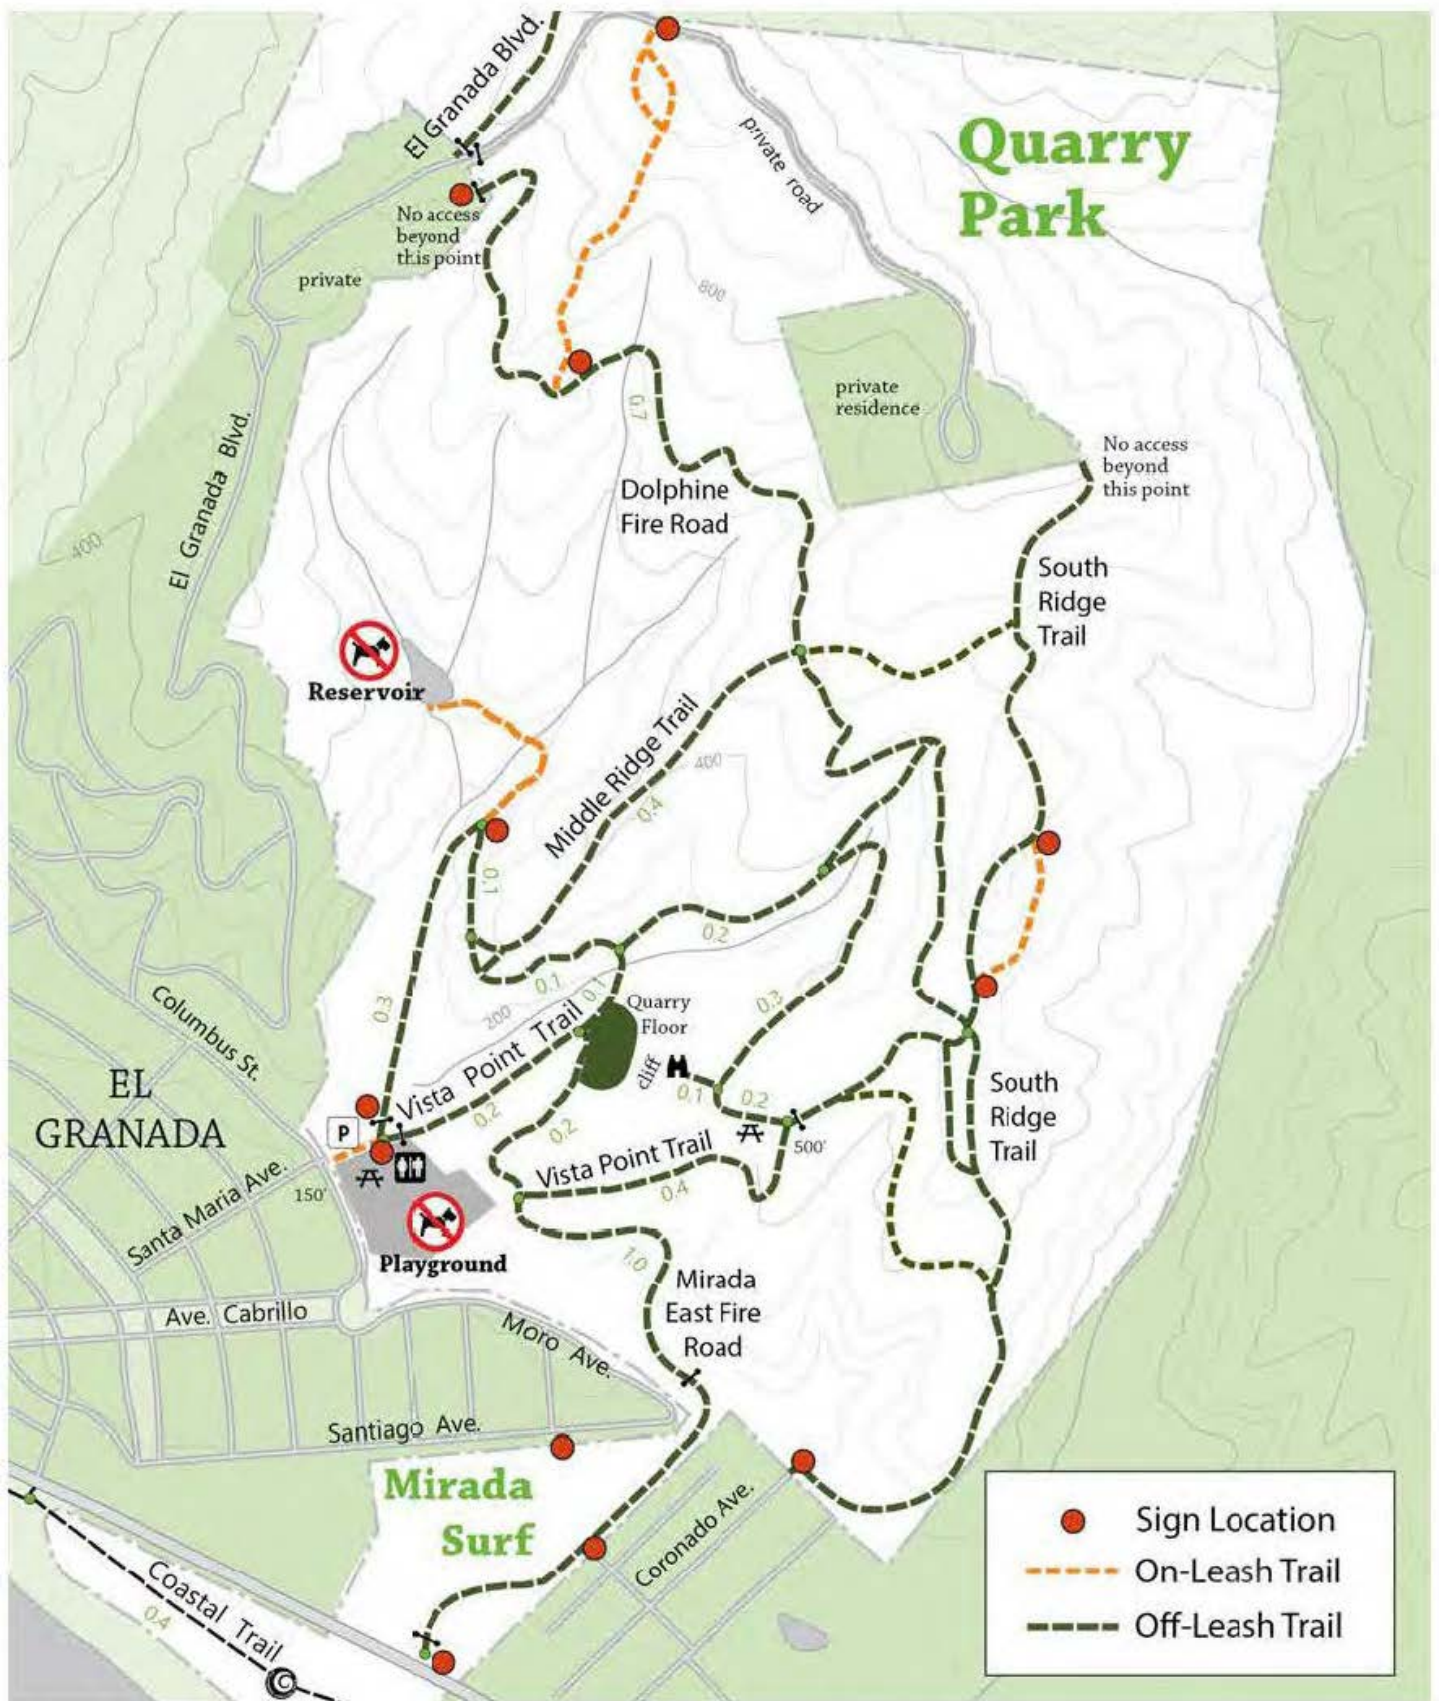 El Granada Blvd.
Quarry
Park
private road
No access
beyond
this point
private
800
private
residence
0.7
No access
beyond
this point
El Granada Blvd.
Dolphine
Fire Road
400
South
Ridge
Trail
Reservoir
Middle Ridge Trail
400
0.4
0.1
0.2
0.3
0.1
0.1
200
Quarry
Floor
0.3
Columbus St.
cliff
Vista Point Trail
0.2
0.1
0.2
EL
GRANADA
P
0.2
500'
South
Ridge
Trail
Vista Point Trail
0.4
Santa Maria Ave.
150'
Playground
1.0
Mirada
East Fire
Road
Ave. Cabrillo
Moro Ave.
Santiago Ave.
Mirada
Surf
Coronado Ave.
Coastal Trail
0.4
C
Sign Location
On-Leash Trail
Off-Leash Trail